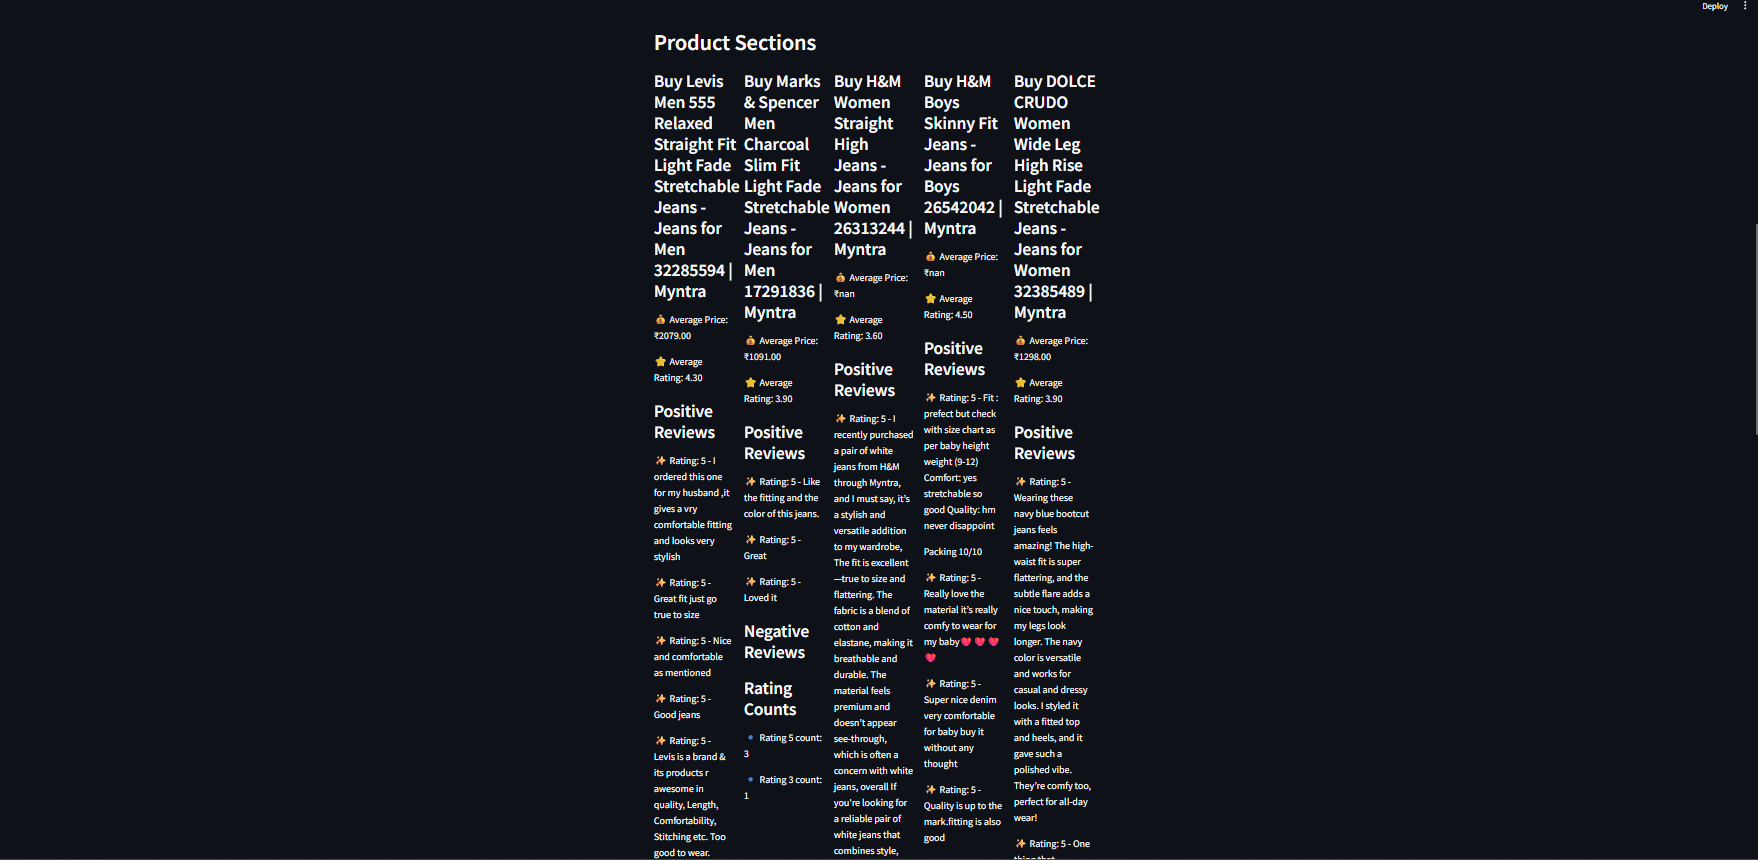 Deploy
Product Sections
Buy Levis
Men 555
Relaxed
Straight Fit
Light Fade
Stretchable
Jeans -
Jeans for
Men
32285594 |
Myntra
💰 Average Price:
₹2079.00
⭐ Average
Rating: 4.30
Positive
Reviews
✨ Rating: 5 - I
ordered this one
for my husband ,it
gives a vry
comfortable fitting
and looks very
stylish
✨ Rating: 5 -
Great fit just go
true to size
✨ Rating: 5 - Nice
and comfortable
as mentioned
✨ Rating: 5 -
Good jeans
✨ Rating: 5 -
Levis is a brand &
its products r
awesome in
quality, Length,
Comfortability,
Stitching etc. Too
good to wear.
Buy Marks
& Spencer
Men
Charcoal
Slim Fit
Light Fade
Stretchable
Jeans -
Jeans for
Men
17291836 |
Myntra
💰 Average Price:
₹1091.00
⭐ Average
Rating: 3.90
Positive
Reviews
✨ Rating: 5 - Like
the fitting and the
color of this jeans.
✨ Rating: 5 -
Great
✨ Rating: 5 -
Loved it
Negative
Reviews
Rating
Counts
🔹 Rating 5 count:
3
🔹 Rating 3 count:
1
Buy H&M
Women
Straight
High
Jeans -
Jeans for
Women
26313244 |
Myntra
💰 Average Price:
₹nan
⭐ Average
Rating: 3.60
Positive
Reviews
✨ Rating: 5 - I
recently purchased
a pair of white
jeans from H&M
through Myntra,
and I must say, it's
a stylish and
versatile addition
to my wardrobe,
The fit is excellent
—true to size and
flattering. The
fabric is a blend of
cotton and
elastane, making it
breathable and
durable. The
material feels
premium and
doesn't appear
see-through,
which is often a
concern with white
jeans, overall If
you're looking for
a reliable pair of
white jeans that
combines style,
Buy H&M
Boys
Skinny Fit
Jeans -
Jeans for
Boys
26542042 |
Myntra
💰 Average Price:
₹nan
⭐ Average
Rating: 4.50
Positive
Reviews
✨ Rating: 5 - Fit :
prefect but check
with size chart as
per baby height
weight (9-12)
Comfort: yes
stretchable so
good Quality: hm
never disappoint
Packing 10/10
✨ Rating: 5 -
Really love the
material it's really
comfy to wear for
my baby❤️ ❤️ ❤️
❤️
✨ Rating: 5 -
Super nice denim
very comfortable
for baby buy it
without any
thought
✨ Rating: 5 -
Quality is up to the
mark.fitting is also
good
Buy DOLCE
CRUDO
Women
Wide Leg
High Rise
Light Fade
Stretchable
Jeans -
Jeans for
Women
32385489 |
Myntra
💰 Average Price:
₹1298.00
⭐ Average
Rating: 3.90
Positive
Reviews
✨ Rating: 5 -
Wearing these
navy blue bootcut
jeans feels
amazing! The high-
waist fit is super
flattering, and the
subtle flare adds a
nice touch, making
my legs look
longer. The navy
color is versatile
and works for
casual and dressy
looks. I styled it
with a fitted top
and heels, and it
gave such a
polished vibe.
They're comfy too,
perfect for all-day
wear!
✨ Rating: 5 - One